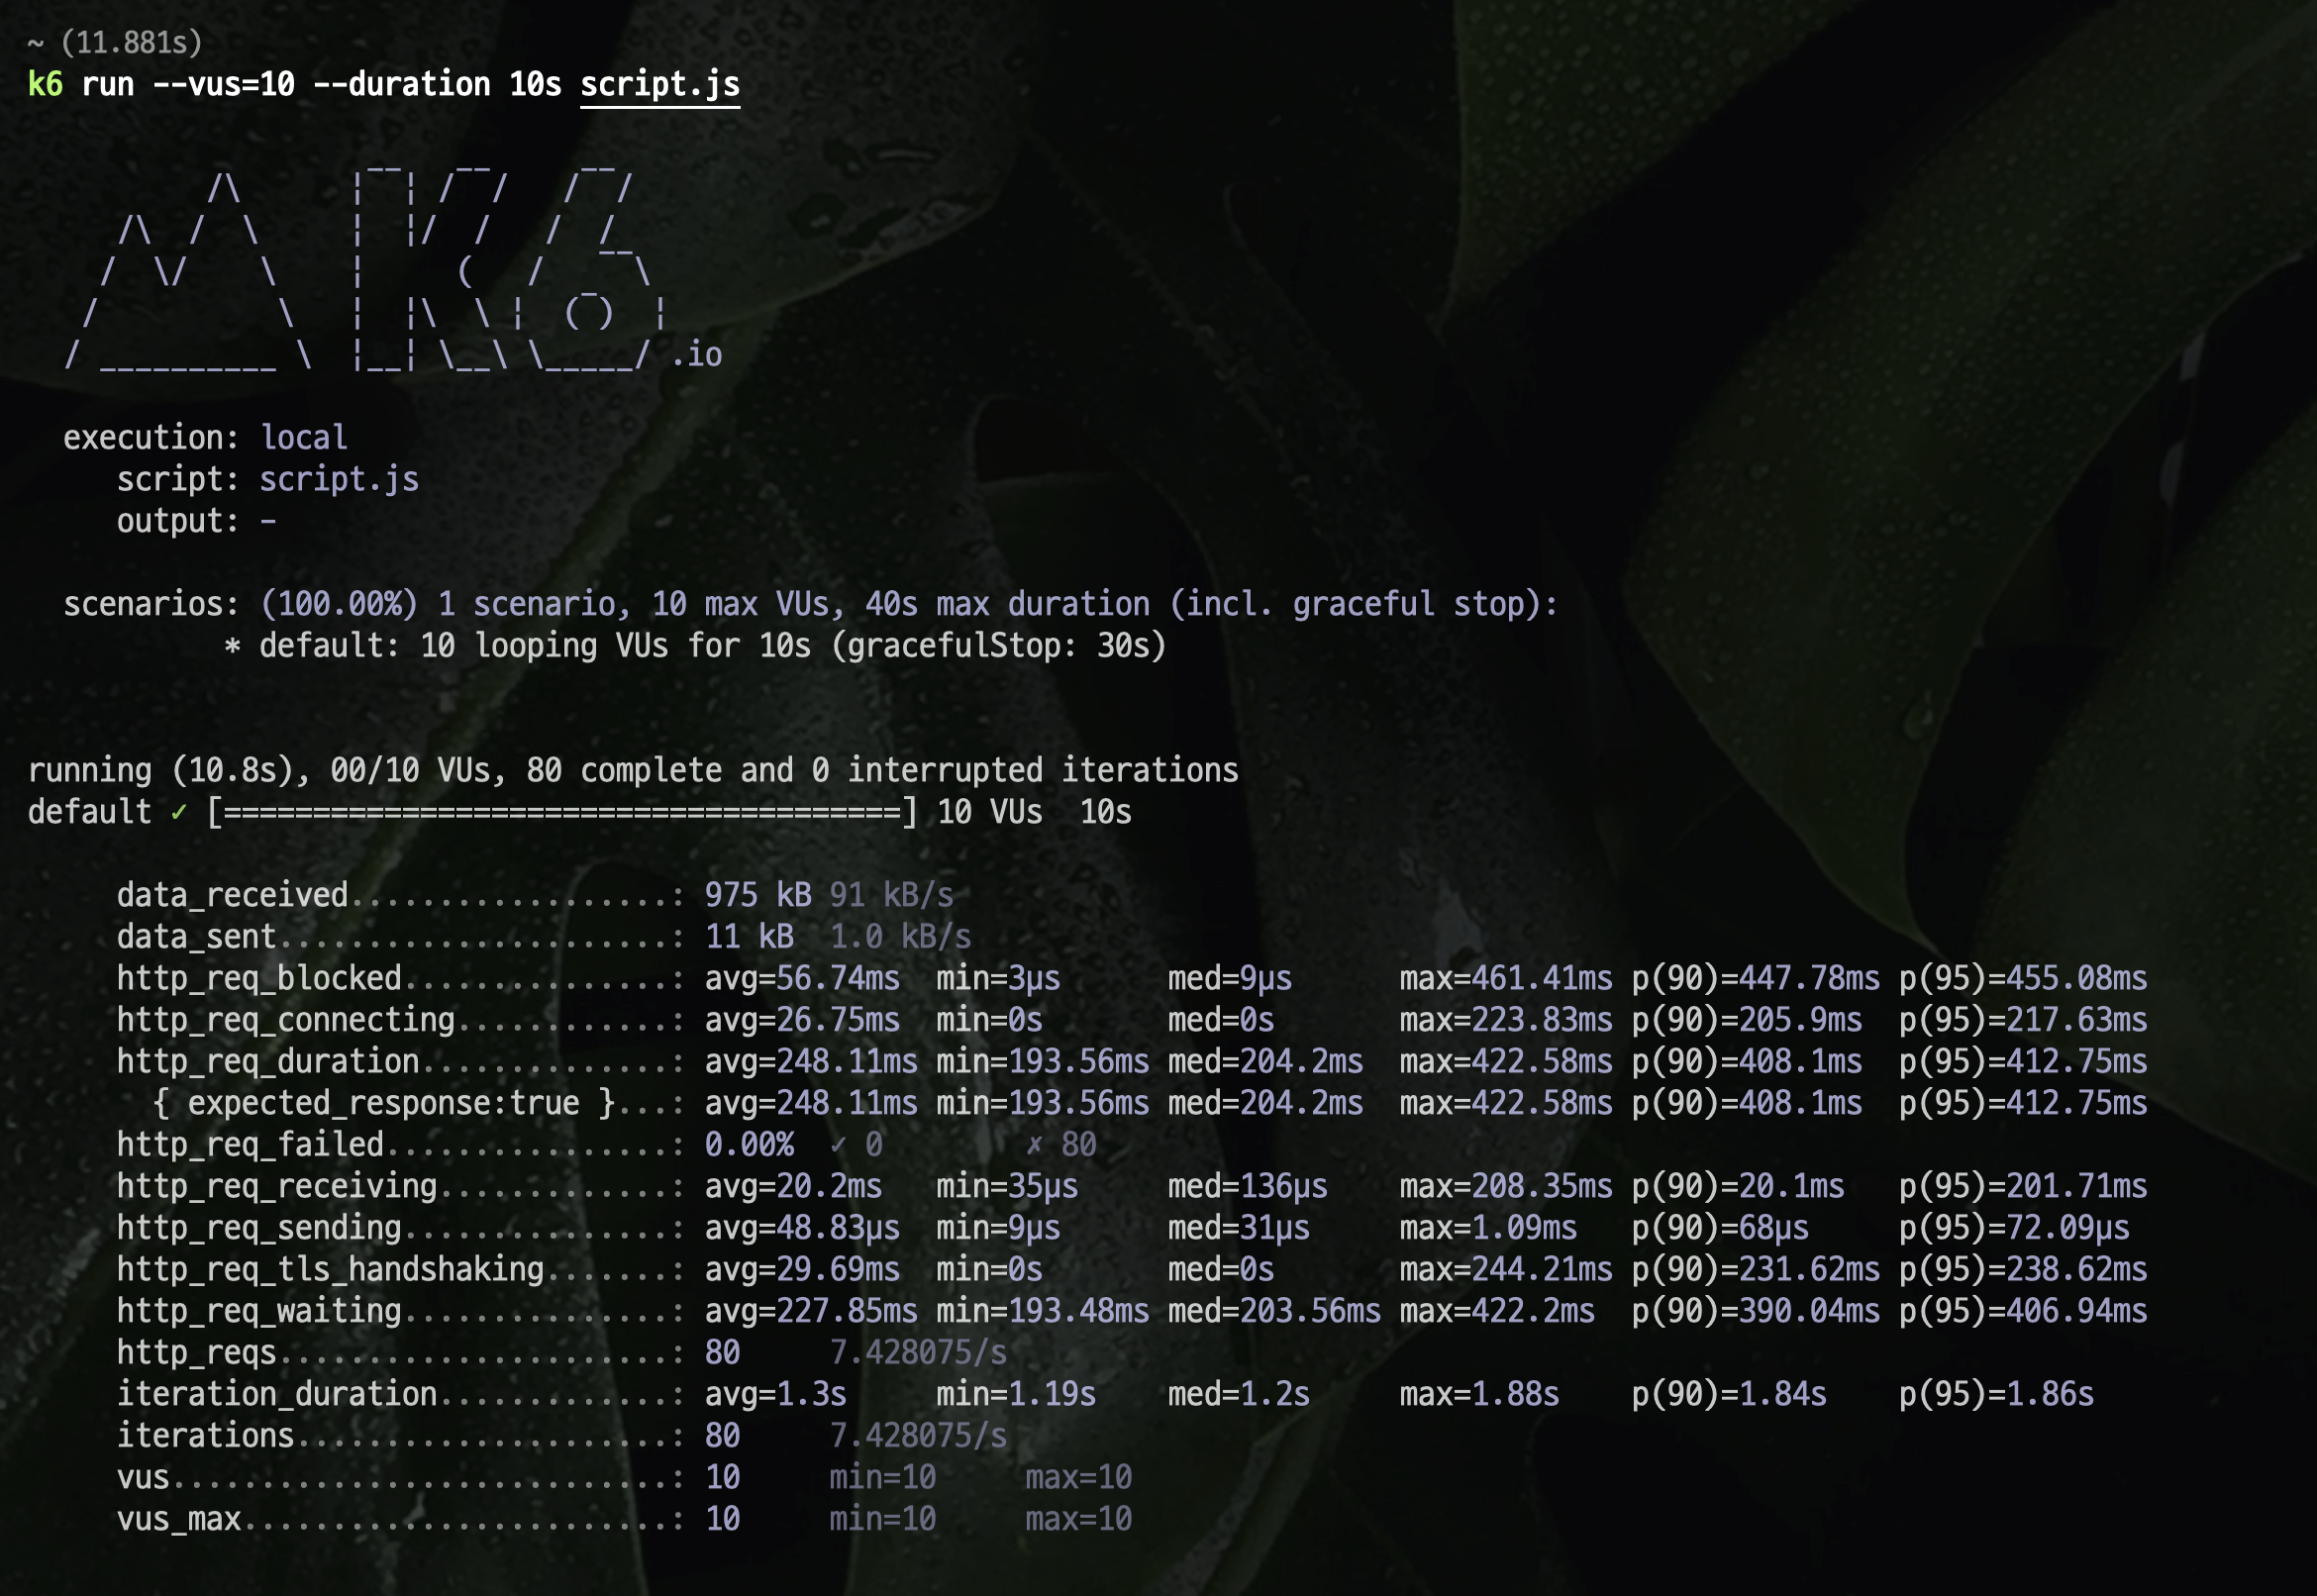 ~ (11.881s)
k6 run --vus=10 --duration 10s script.js
          /\      |‾‾| /‾‾/   /‾‾/
     /\  /  \     |  |/  /   /  /
    /  \/    \    |     (   /   ‾‾\
   /          \   |  |\  \ |  (‾)  |
  / __________ \  |__| \__\ \_____/ .io
execution: local
script: script.js
output: -
scenarios: (100.00%) 1 scenario, 10 max VUs, 40s max duration (incl. graceful stop):
* default: 10 looping VUs for 10s (gracefulStop: 30s)
running (10.8s), 00/10 VUs, 80 complete and 0 interrupted iterations
default ✓ [======================================] 10 VUs  10s
data_received..................: 975 kB 91 kB/s
data_sent......................: 11 kB  1.0 kB/s
http_req_blocked...............: avg=56.74ms  min=3µs      med=9µs      max=461.41ms p(90)=447.78ms p(95)=455.08ms
http_req_connecting............: avg=26.75ms  min=0s       med=0s       max=223.83ms p(90)=205.9ms  p(95)=217.63ms
http_req_duration..............: avg=248.11ms min=193.56ms med=204.2ms  max=422.58ms p(90)=408.1ms  p(95)=412.75ms
{ expected_response:true }...: avg=248.11ms min=193.56ms med=204.2ms  max=422.58ms p(90)=408.1ms  p(95)=412.75ms
http_req_failed................: 0.00%  ✓ 0        ✗ 80
http_req_receiving.............: avg=20.2ms   min=35µs     med=136µs    max=208.35ms p(90)=20.1ms   p(95)=201.71ms
http_req_sending...............: avg=48.83µs  min=9µs      med=31µs     max=1.09ms   p(90)=68µs     p(95)=72.09µs
http_req_tls_handshaking.......: avg=29.69ms  min=0s       med=0s       max=244.21ms p(90)=231.62ms p(95)=238.62ms
http_req_waiting...............: avg=227.85ms min=193.48ms med=203.56ms max=422.2ms  p(90)=390.04ms p(95)=406.94ms
http_reqs......................: 80     7.428075/s
iteration_duration.............: avg=1.3s     min=1.19s    med=1.2s     max=1.88s    p(90)=1.84s    p(95)=1.86s
iterations.....................: 80     7.428075/s
vus............................: 10     min=10     max=10
vus_max........................: 10     min=10     max=10